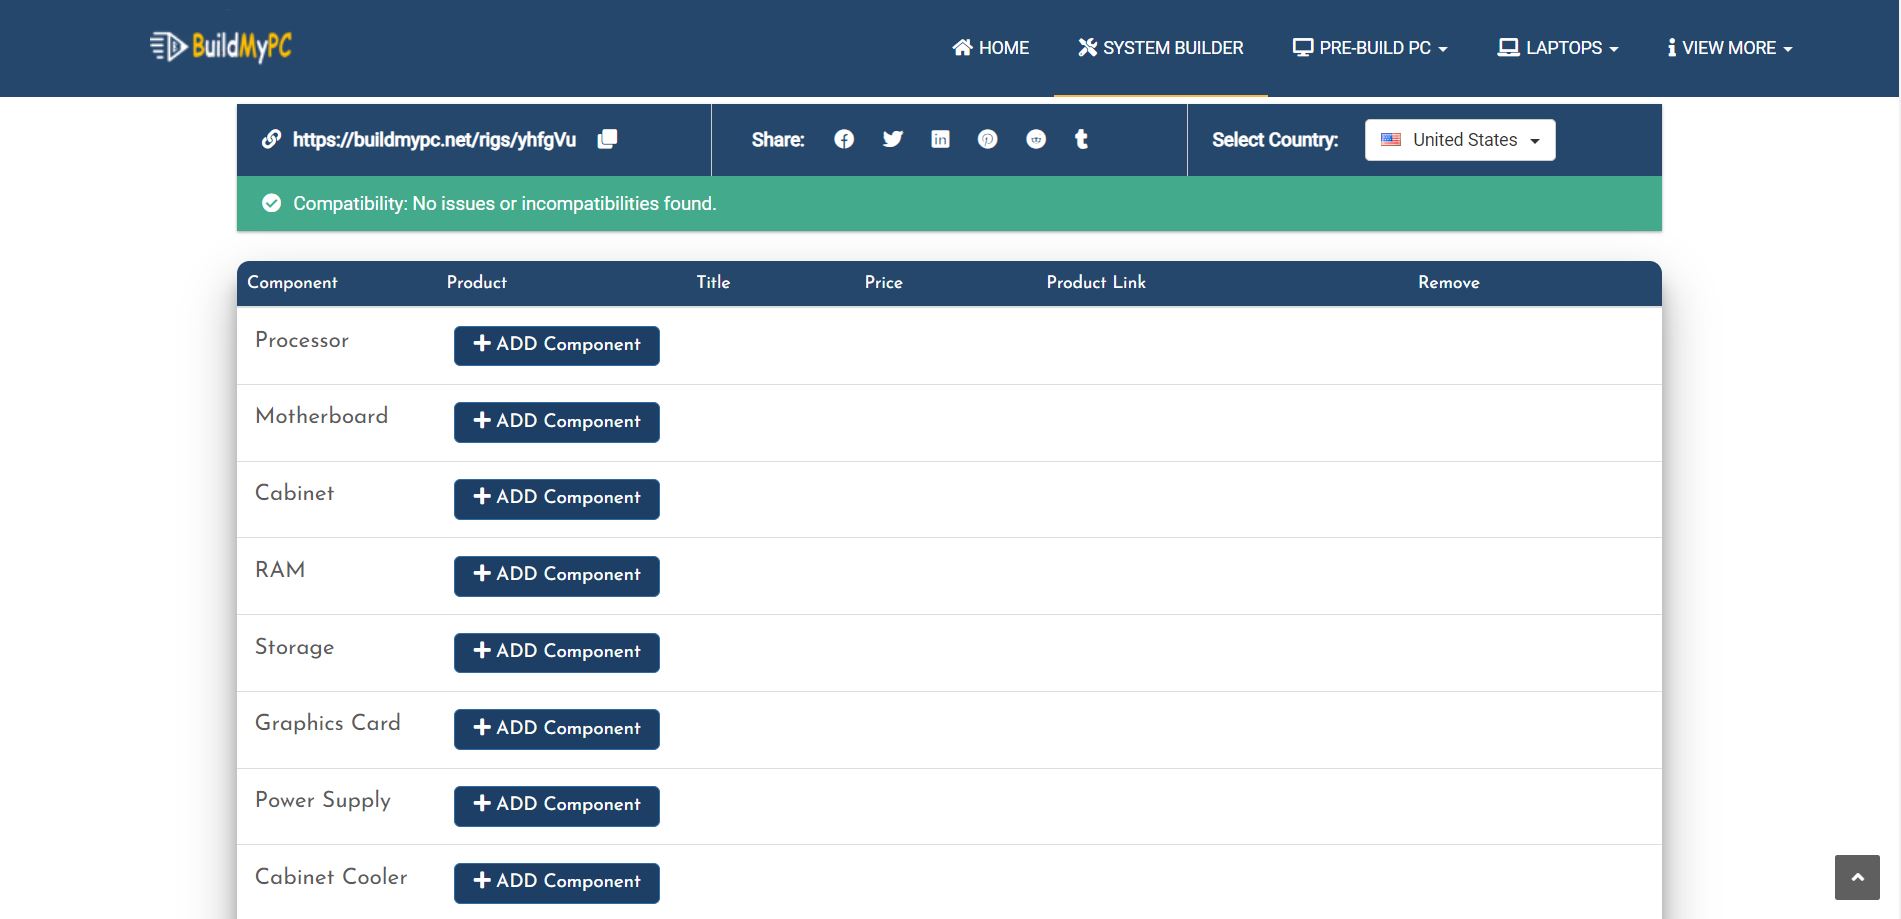 BuildMyPC
HOME
SYSTEM BUILDER
PRE-BUILD PC
LAPTOPS
VIEW MORE
https://buildmypc.net/rigs/yhfgVu
Share:
Select Country:
United States
Compatibility: No issues or incompatibilities found.
Component Product Title Price Product Link Remove
Processor ADD Component
Motherboard ADD Component
Cabinet ADD Component
RAM ADD Component
Storage ADD Component
Graphics Card ADD Component
Power Supply ADD Component
Cabinet Cooler ADD Component